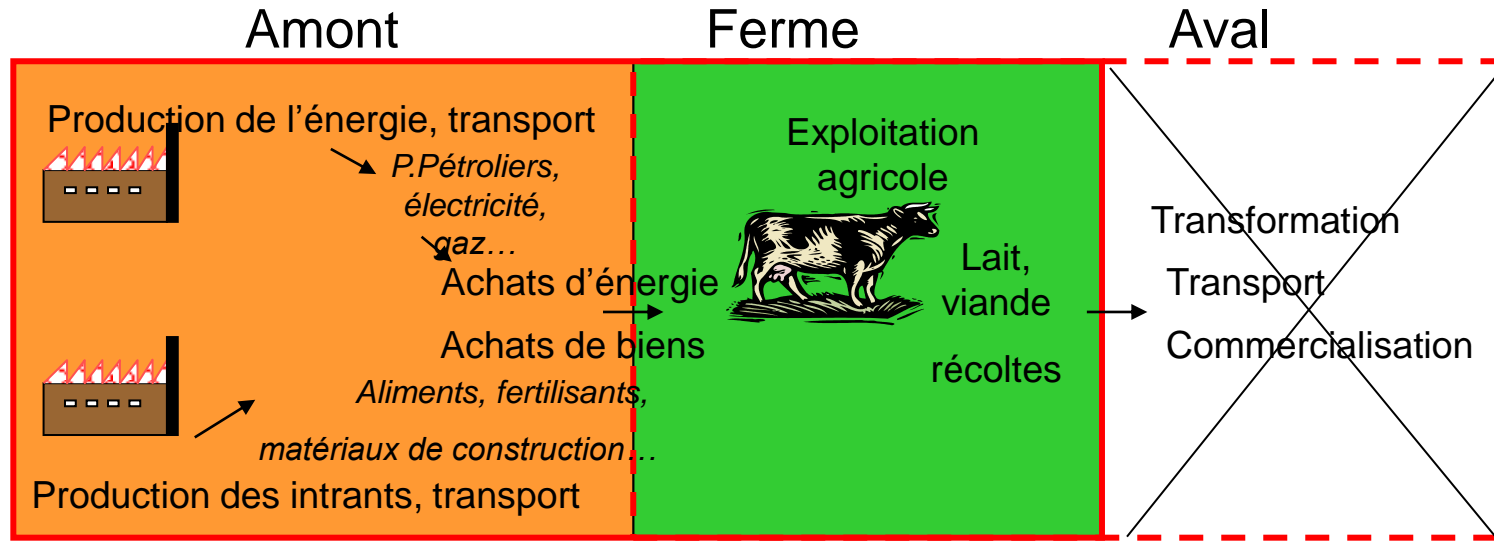 Amont
Ferme
Aval
Production de l’énergie, transport
P.Pétroliers,
électricité,
gaz…
Achats d’énergie
Achats de biens
Aliments, fertilisants,
matériaux de construction…
Production des intrants, transport
Exploitation
agricole
Lait,
viande
récoltes
Transformation
Transport
Commercialisation